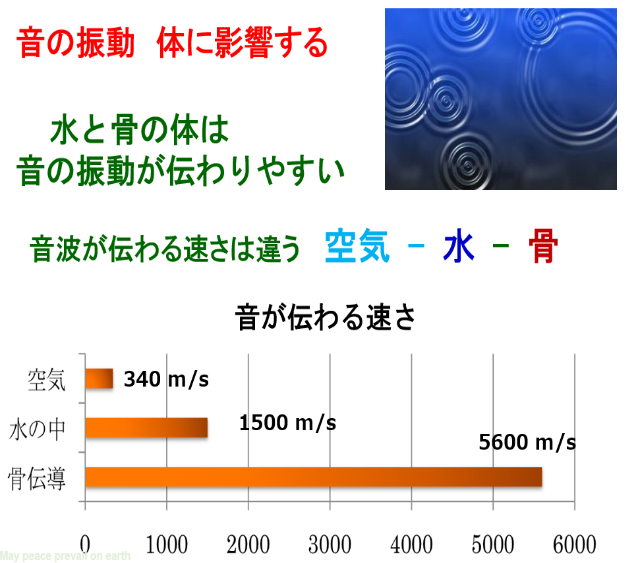 音の振動 体に影響する
水と骨の体は
音の振動が伝わりやすい
音波が伝わる速さは違う 空気 － 水 － 骨
音が伝わる速さ
空気 340 m/s
水の中 1500 m/s
骨伝導 5600 m/s
0 1000 2000 3000 4000 5000 6000
May peace prevail on earth